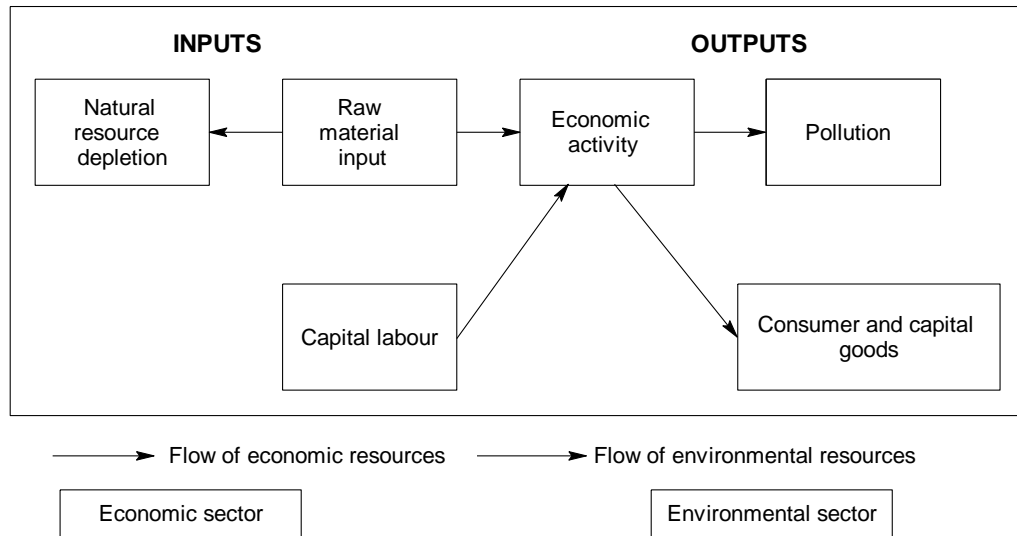 INPUTS
OUTPUTS
Natural
resource
depletion
Raw
material
input
Economic
activity
Pollution
Capital labour
Consumer and capital
goods
Flow of economic resources
Flow of environmental resources
Economic sector
Environmental sector